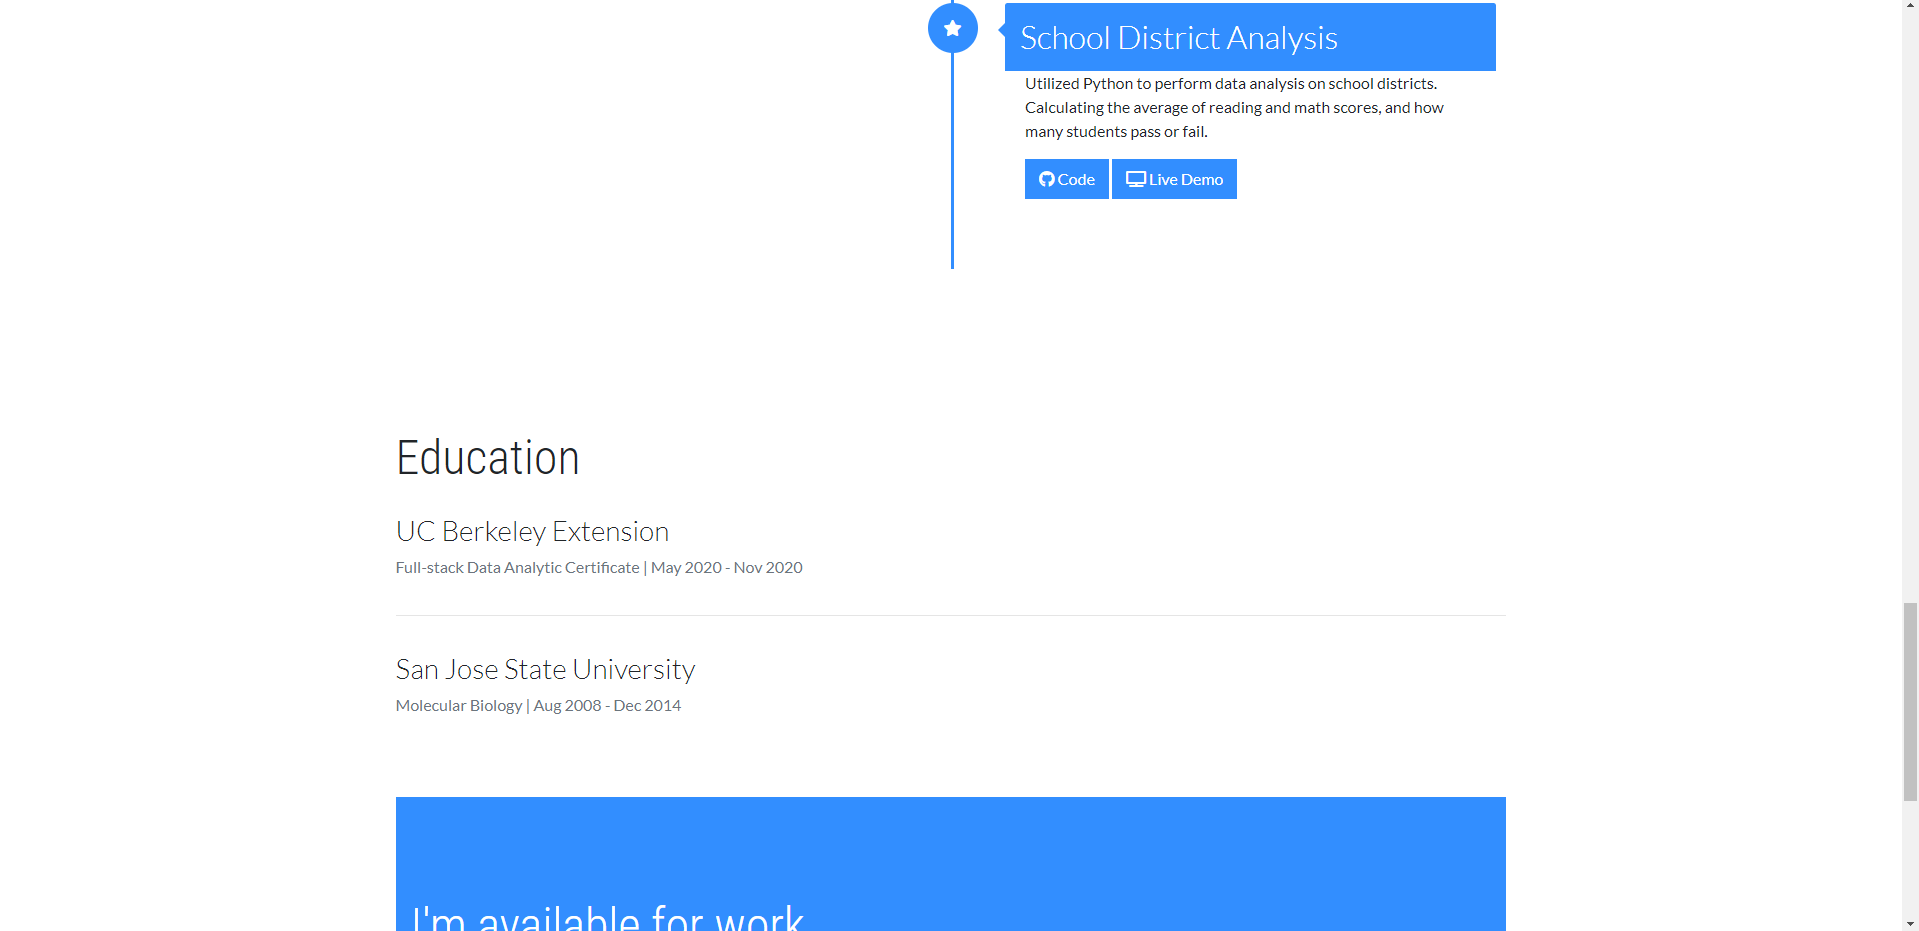 School District Analysis
Utilized Python to perform data analysis on school districts.
Calculating the average of reading and math scores, and how
many students pass or fail.
Code Live Demo
Education
UC Berkeley Extension
Full-stack Data Analytic Certificate | May 2020 - Nov 2020
San Jose State University
Molecular Biology | Aug 2008 - Dec 2014
I'm available for work